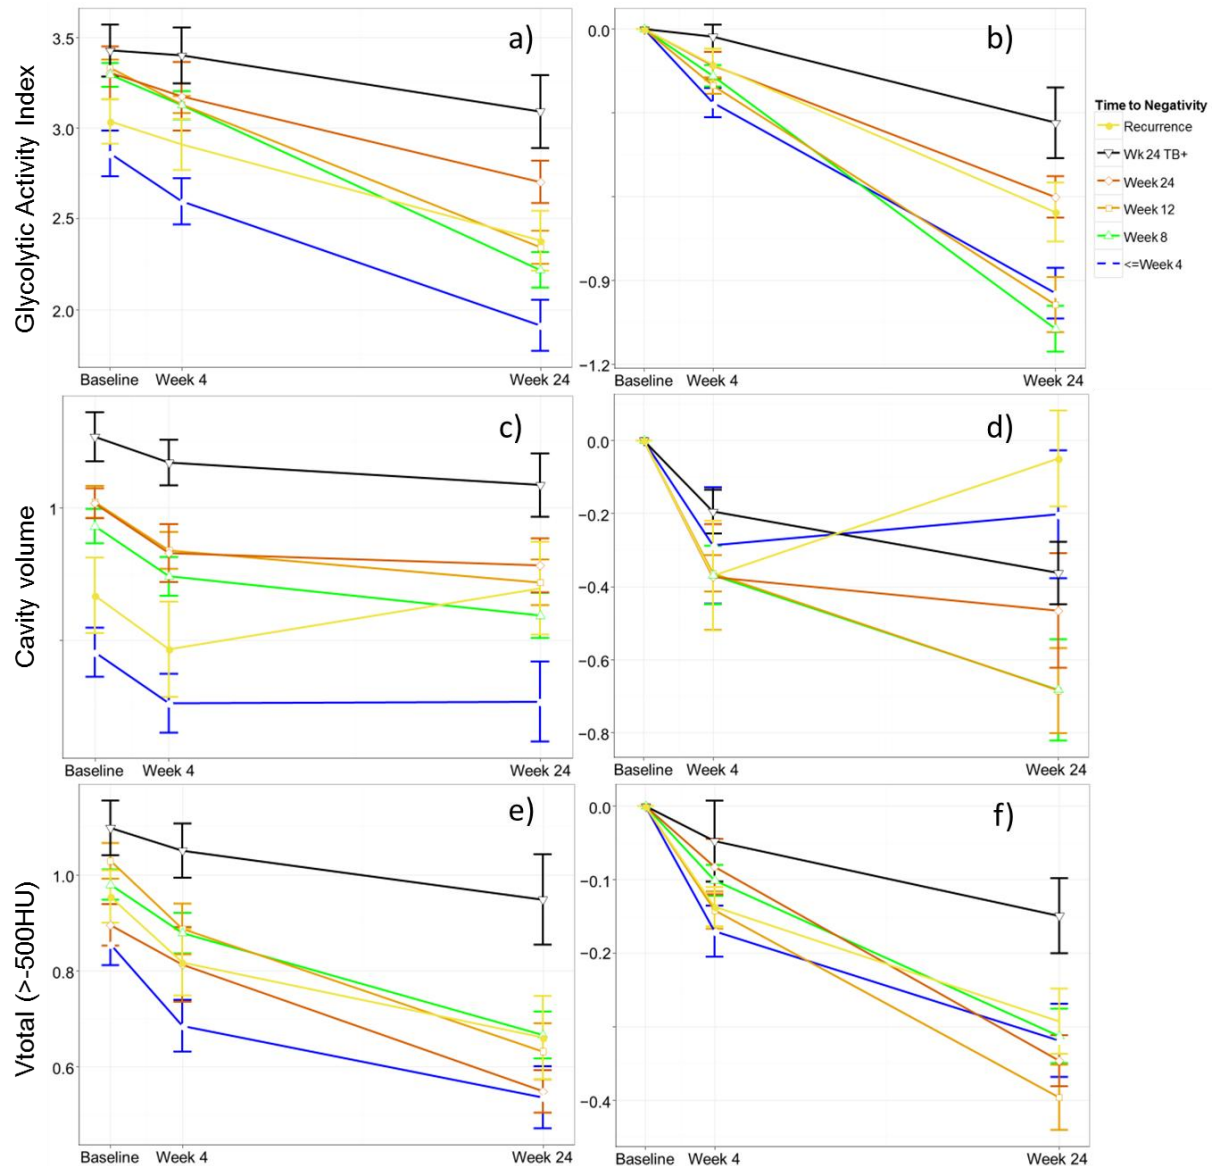 Glycolytic Activity Index
a)
3.5
3.0
2.5
2.0
Baseline Week 4 Week 24
b)
0.0
−0.9
−1.2
Baseline Week 4 Week 24
Time to Negativity
Recurrence
Wk 24 TB+
Week 24
Week 12
Week 8
<=Week 4
Cavity volume
c)
1
Baseline Week 4 Week 24
d)
0.0
−0.2
−0.4
−0.6
−0.8
Baseline Week 4 Week 24
Vtotal (>-500HU)
e)
1.0
0.8
0.6
Baseline Week 4 Week 24
f)
0.0
−0.1
−0.2
−0.4
Baseline Week 4 Week 24